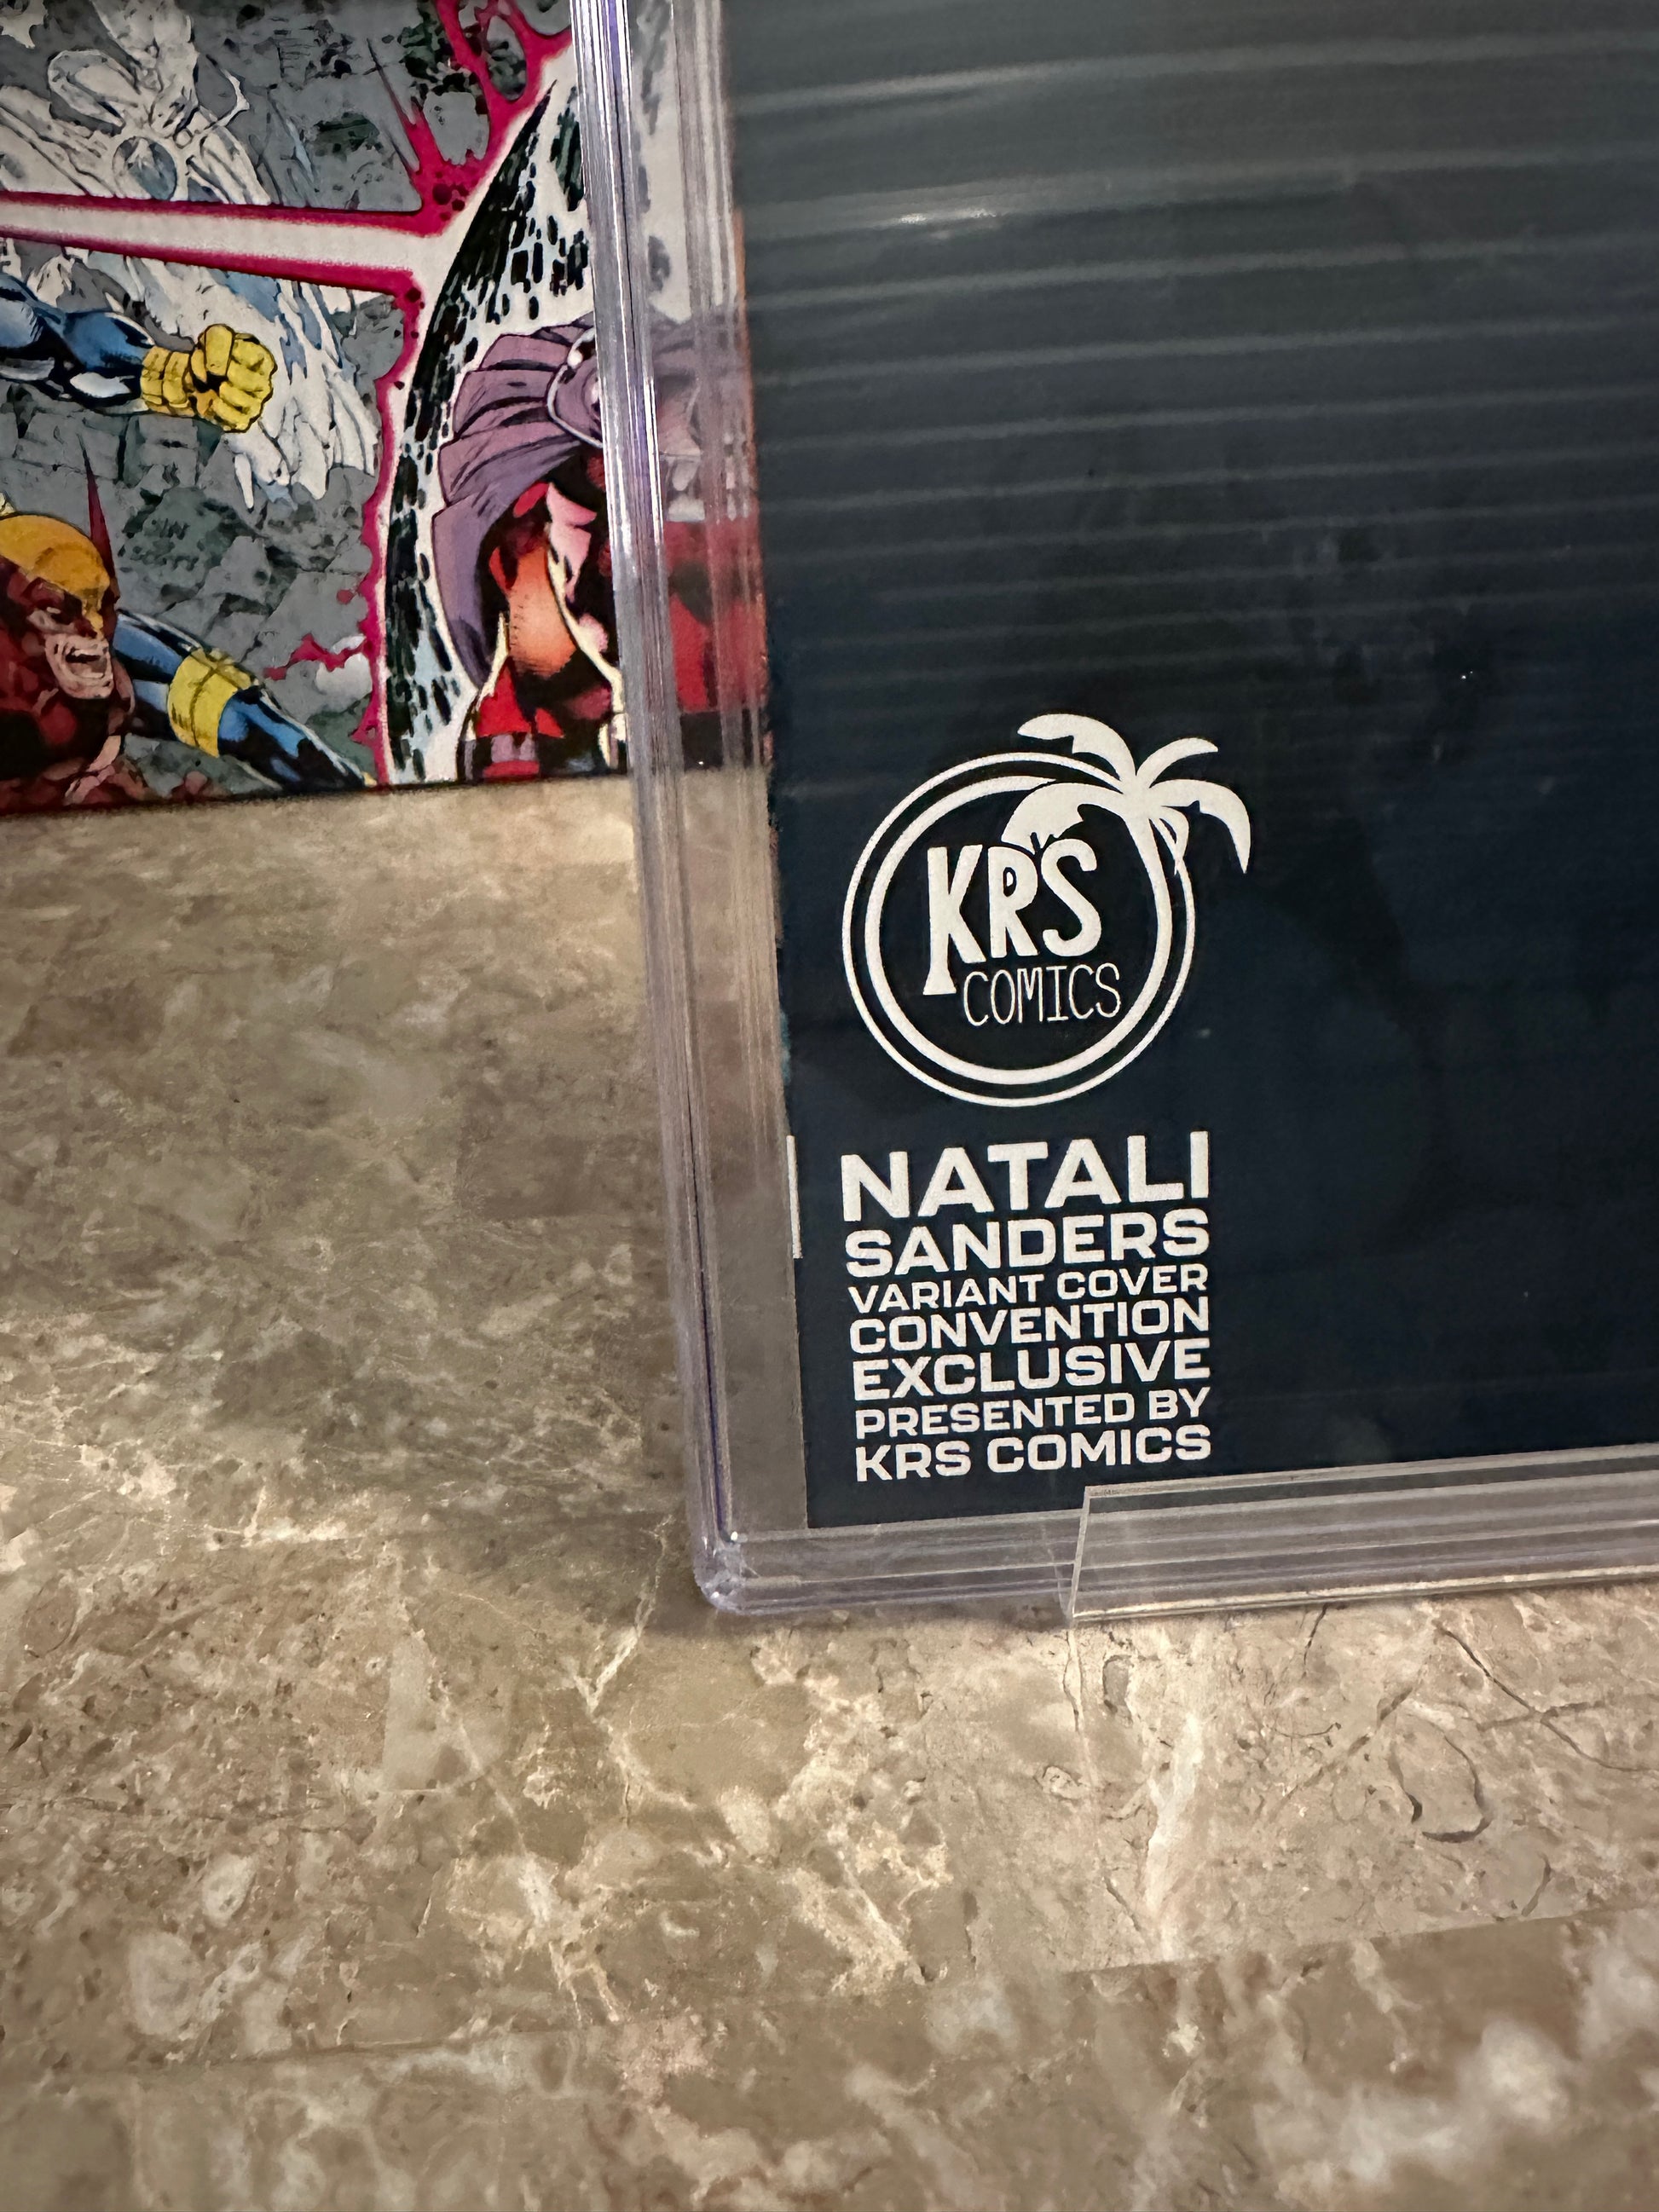 KRS
COMICS
NATALI
SANDERS
VARIANT COVER
CONVENTION
EXCLUSIVE
PRESENTED BY
KRS COMICS